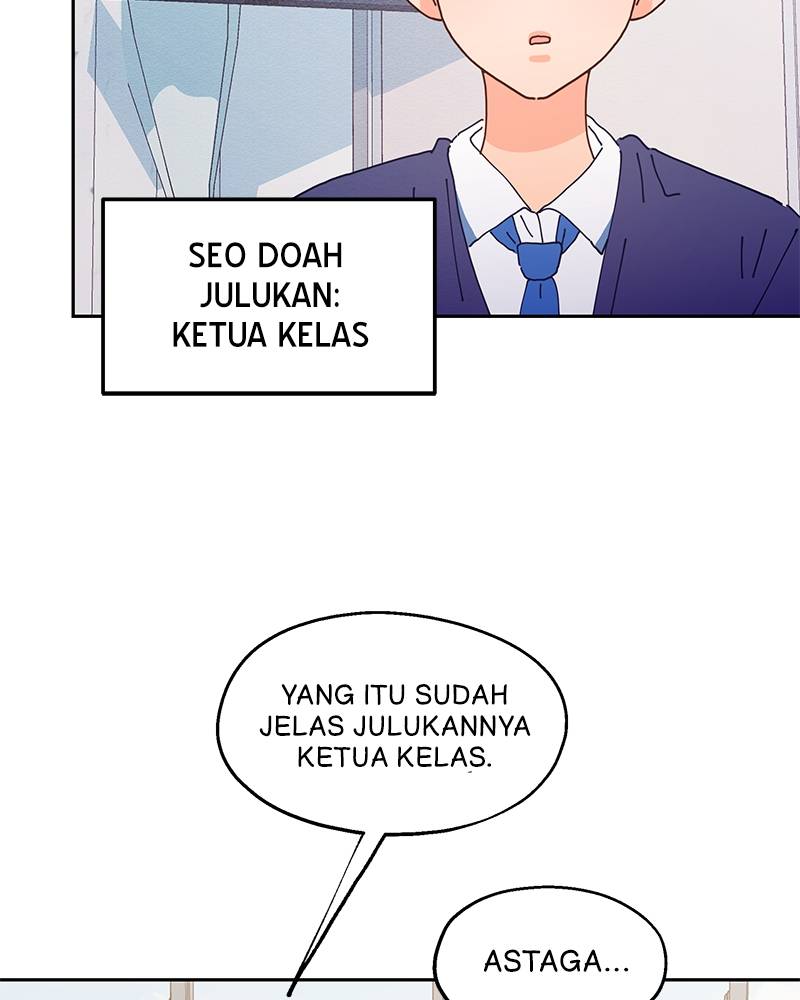 SEO DOAH
JULUKAN:
KETUA KELAS
YANG ITU SUDAH
JELAS JULUKANNYA
KETUA KELAS.
ASTAGA...